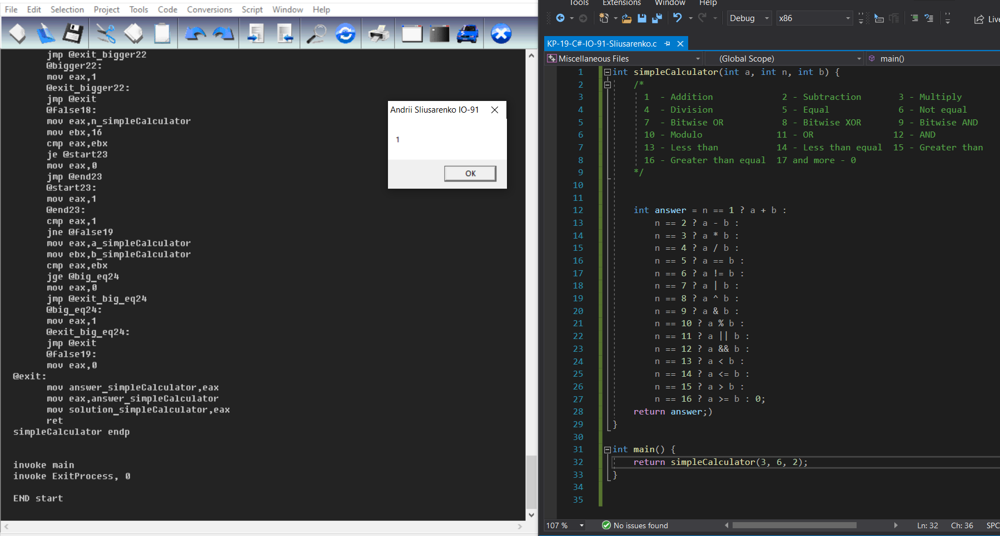 File Edit Selection Project Tools Code Conversions Script Window Help
jmp @exit_bigger22
@bigger22:
mov eax,1
@exit_bigger22:
jmp @exit
@false18:
mov eax,n_simpleCalculator
mov ebx,16
cmp eax,ebx
je @start23
mov eax,0
jmp @end23
@start23:
mov eax,1
@end23:
cmp eax,1
jne @false19
mov eax,a_simpleCalculator
mov ebx,b_simpleCalculator
cmp eax,ebx
jge @big_eq24
mov eax,0
jmp @exit_big_eq24
@big_eq24:
mov eax,1
@exit_big_eq24:
jmp @exit
@false19:
mov eax,0
@exit:
mov answer_simpleCalculator,eax
mov eax,answer_simpleCalculator
mov solution_simpleCalculator,eax
ret
simpleCalculator endp
invoke main
invoke ExitProcess, 0
END start
Andrii Sliusarenko IO-91
1
OK
Tools Extensions Window Help
Debug x86 Live
KP-19-C#-IO-91-Sliusarenko.c
Miscellaneous Files (Global Scope) main()
1 int simpleCalculator(int a, int n, int b) {
2 /*
3 1 - Addition 2 - Subtraction 3 - Multiply
4 4 - Division 5 - Equal 6 - Not equal
5 7 - Bitwise OR 8 - Bitwise XOR 9 - Bitwise AND
6 10 - Modulo 11 - OR 12 - AND
7 13 - Less than 14 - Less than equal 15 - Greater than
8 16 - Greater than equal 17 and more - 0
9 */
10
11
12 int answer = n == 1 ? a + b :
13 n == 2 ? a - b :
14 n == 3 ? a * b :
15 n == 4 ? a / b :
16 n == 5 ? a == b :
17 n == 6 ? a != b :
18 n == 7 ? a | b :
19 n == 8 ? a ^ b :
20 n == 9 ? a & b :
21 n == 10 ? a % b :
22 n == 11 ? a || b :
23 n == 12 ? a && b :
24 n == 13 ? a < b :
25 n == 14 ? a <= b :
26 n == 15 ? a > b :
27 n == 16 ? a >= b : 0;
28 return answer;)
29 }
30
31 int main() {
32 return simpleCalculator(3, 6, 2);
33 }
34
35
107 % No issues found Ln: 32 Ch: 36 SPC